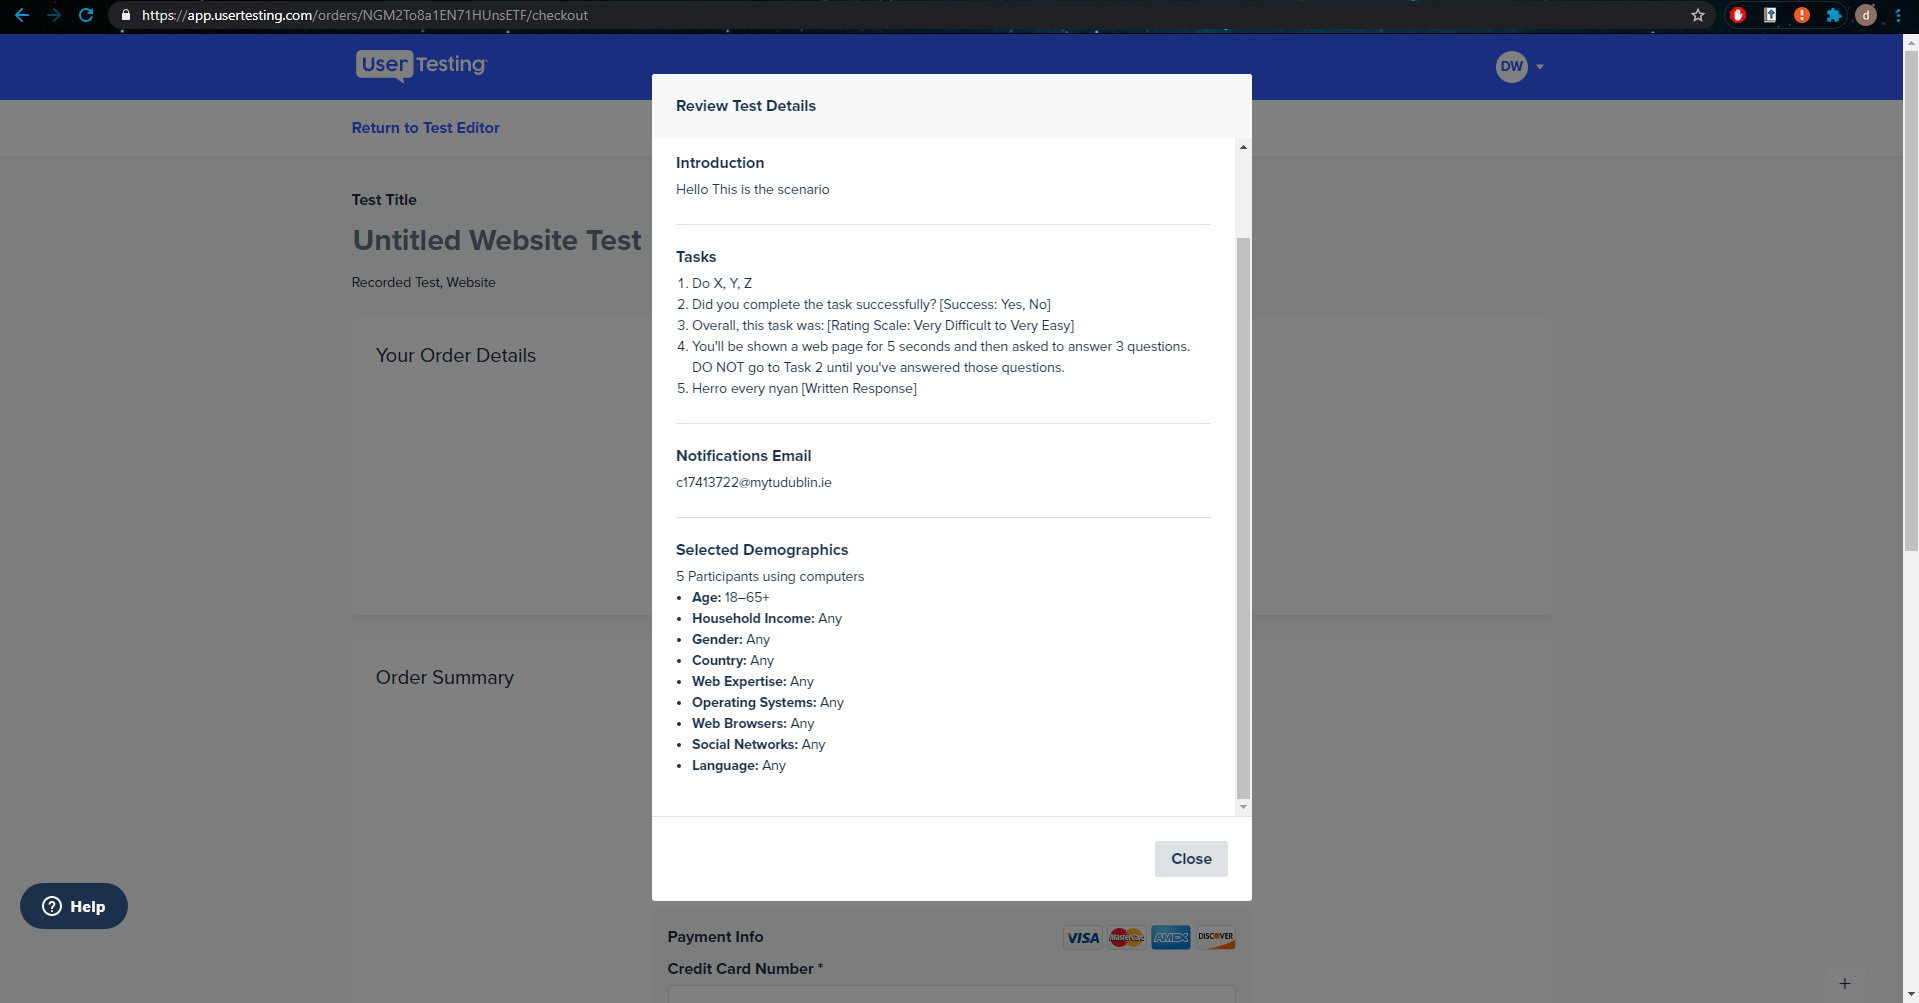 https://app.usertesting.com/orders/NGM2To8a1EN71HUnsETF/checkout
d
User Testing
DW
Return to Test Editor
Test Title
Untitled Website Test
Recorded Test, Website
Your Order Details
Order Summary
Review Test Details
Introduction
Hello This is the scenario
Tasks
1. Do X, Y, Z
2. Did you complete the task successfully? [Success: Yes, No]
3. Overall, this task was: [Rating Scale: Very Difficult to Very Easy]
4. You'll be shown a web page for 5 seconds and then asked to answer 3 questions.
DO NOT go to Task 2 until you've answered those questions.
5. Herro every nyan [Written Response]
Notifications Email
c17413722@mytudublin.ie
Selected Demographics
5 Participants using computers
• Age: 18–65+
• Household Income: Any
• Gender: Any
• Country: Any
• Web Expertise: Any
• Operating Systems: Any
• Web Browsers: Any
• Social Networks: Any
• Language: Any
Close
Help
Payment Info
VISA MasterCard AMEX DISCOVER
Credit Card Number *
+